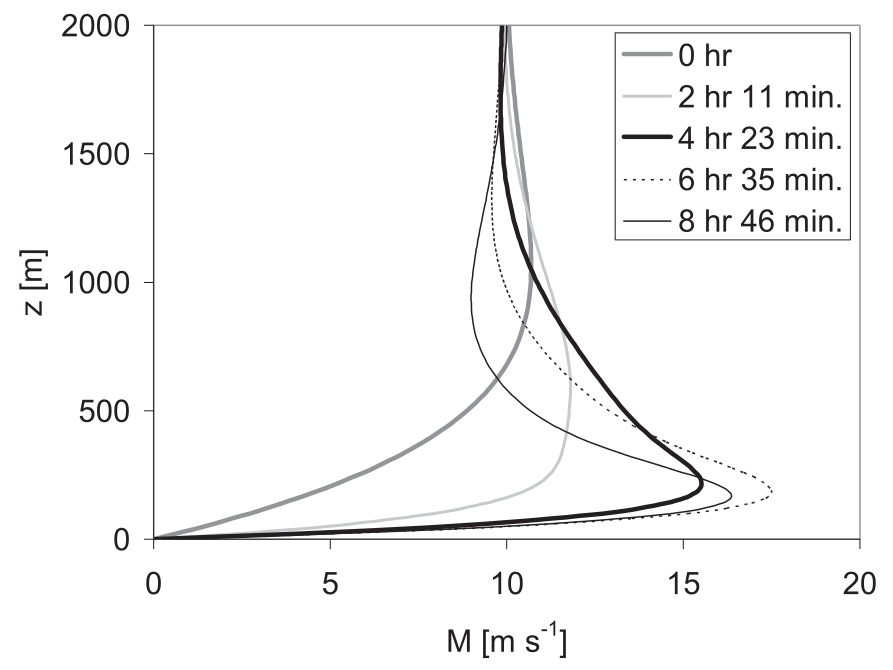 2000
1500
1000
500
0
z [m]
0 hr
2 hr 11 min.
4 hr 23 min.
6 hr 35 min.
8 hr 46 min.
0 5 10 15 20
M [m s⁻¹]